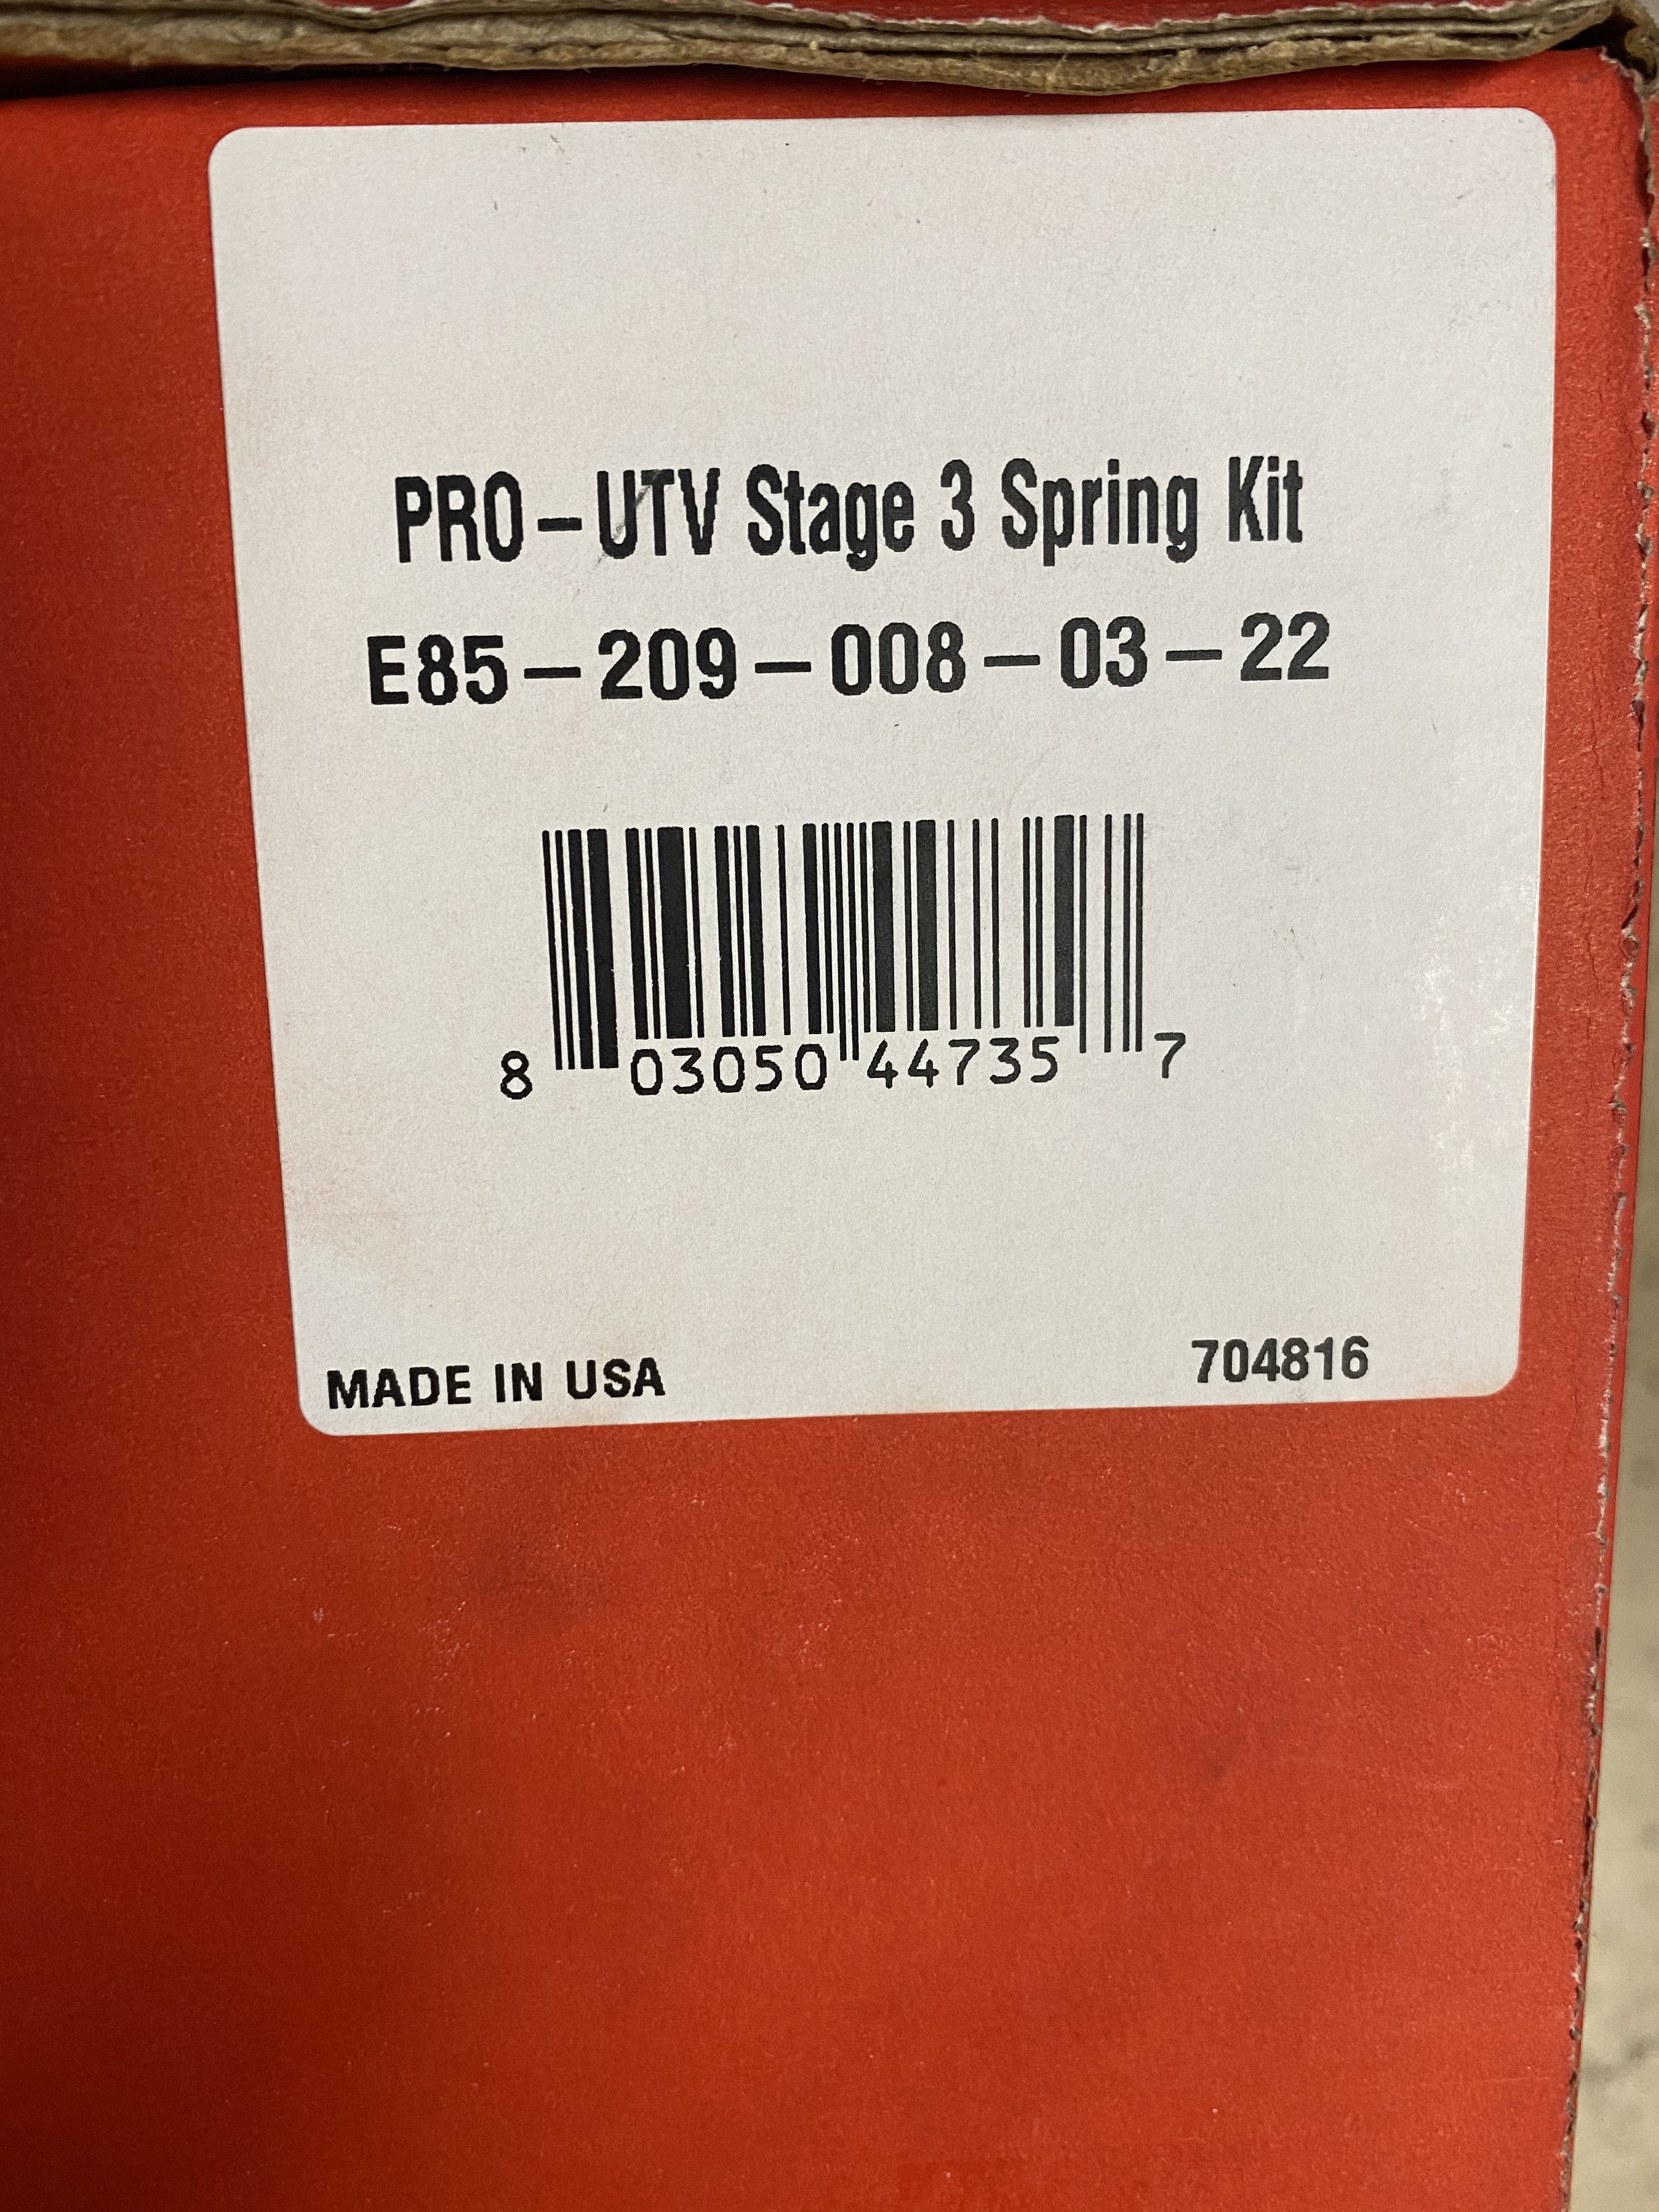 PRO-UTV Stage 3 Spring Kit
E85-209-008-03-22
8 03050 44735 7
MADE IN USA
704816